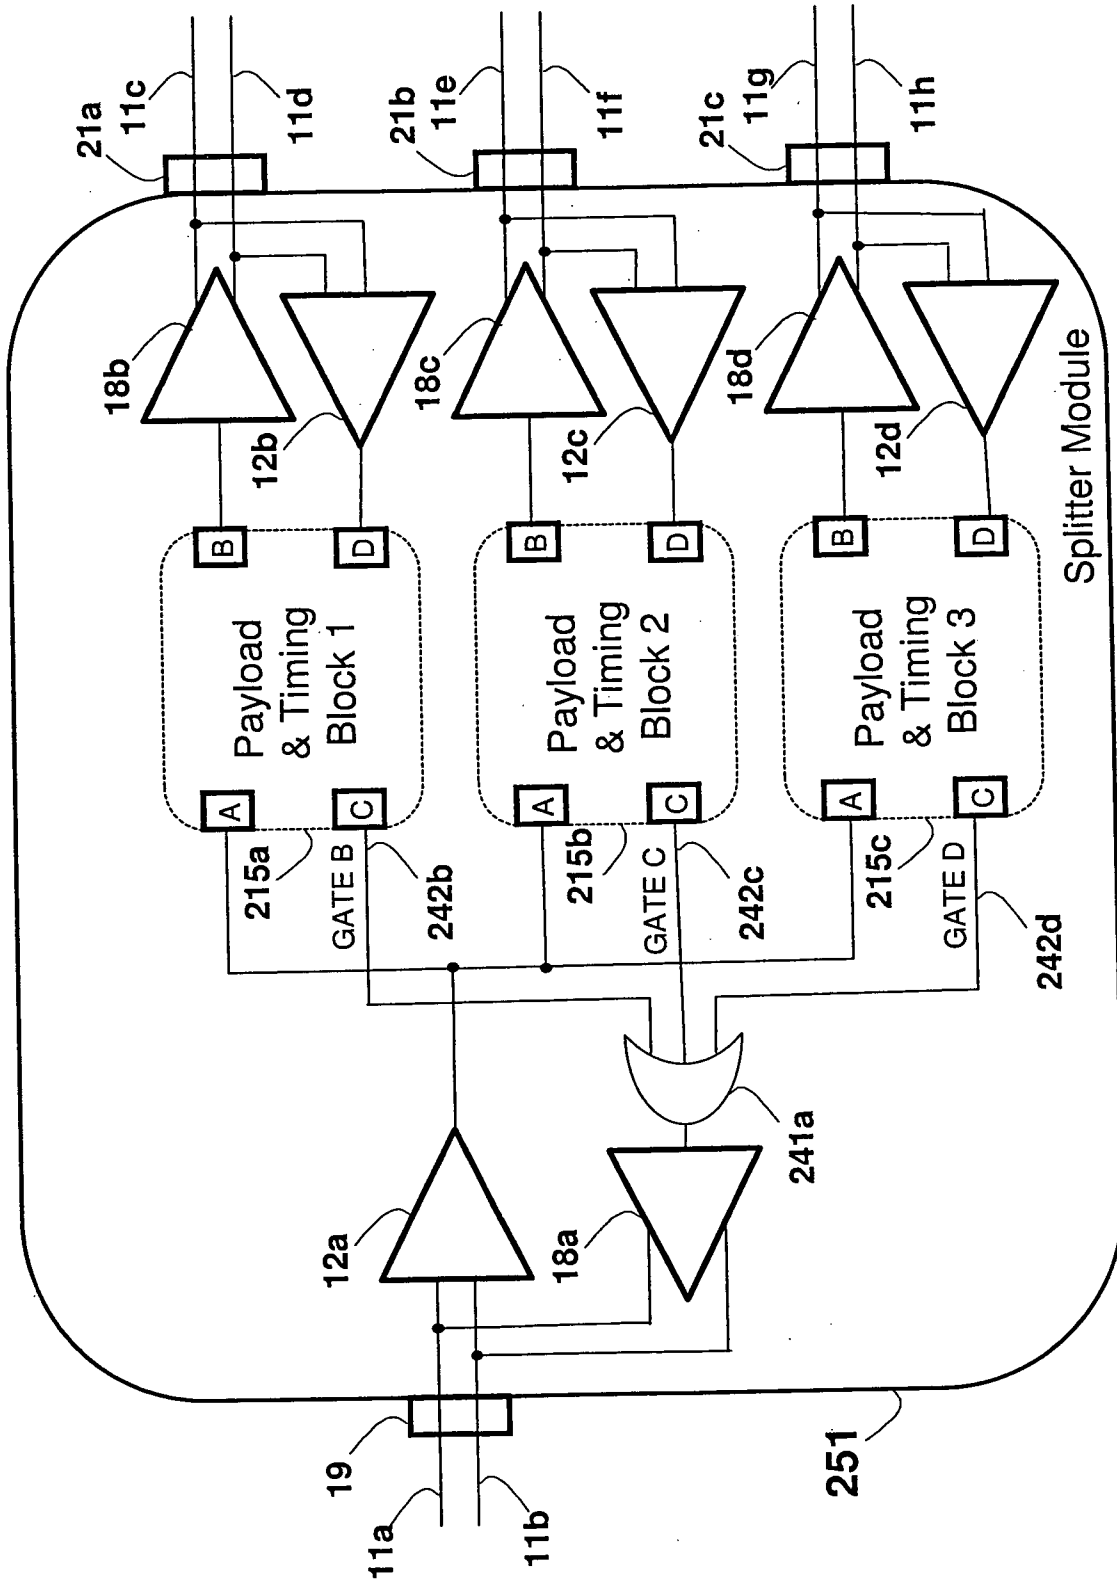 21a
11c
11d
21b
11e
11f
21c
11g
11h
18b
12b
18c
12c
18d
12d
B
D
B
D
B
D
Payload
& Timing
Block 1
Payload
& Timing
Block 2
Payload
& Timing
Block 3
A
C
A
C
A
C
215a
GATE B
242b
215b
GATE C
242c
215c
GATE D
242d
12a
18a
241a
19
11a
11b
251
Splitter Module